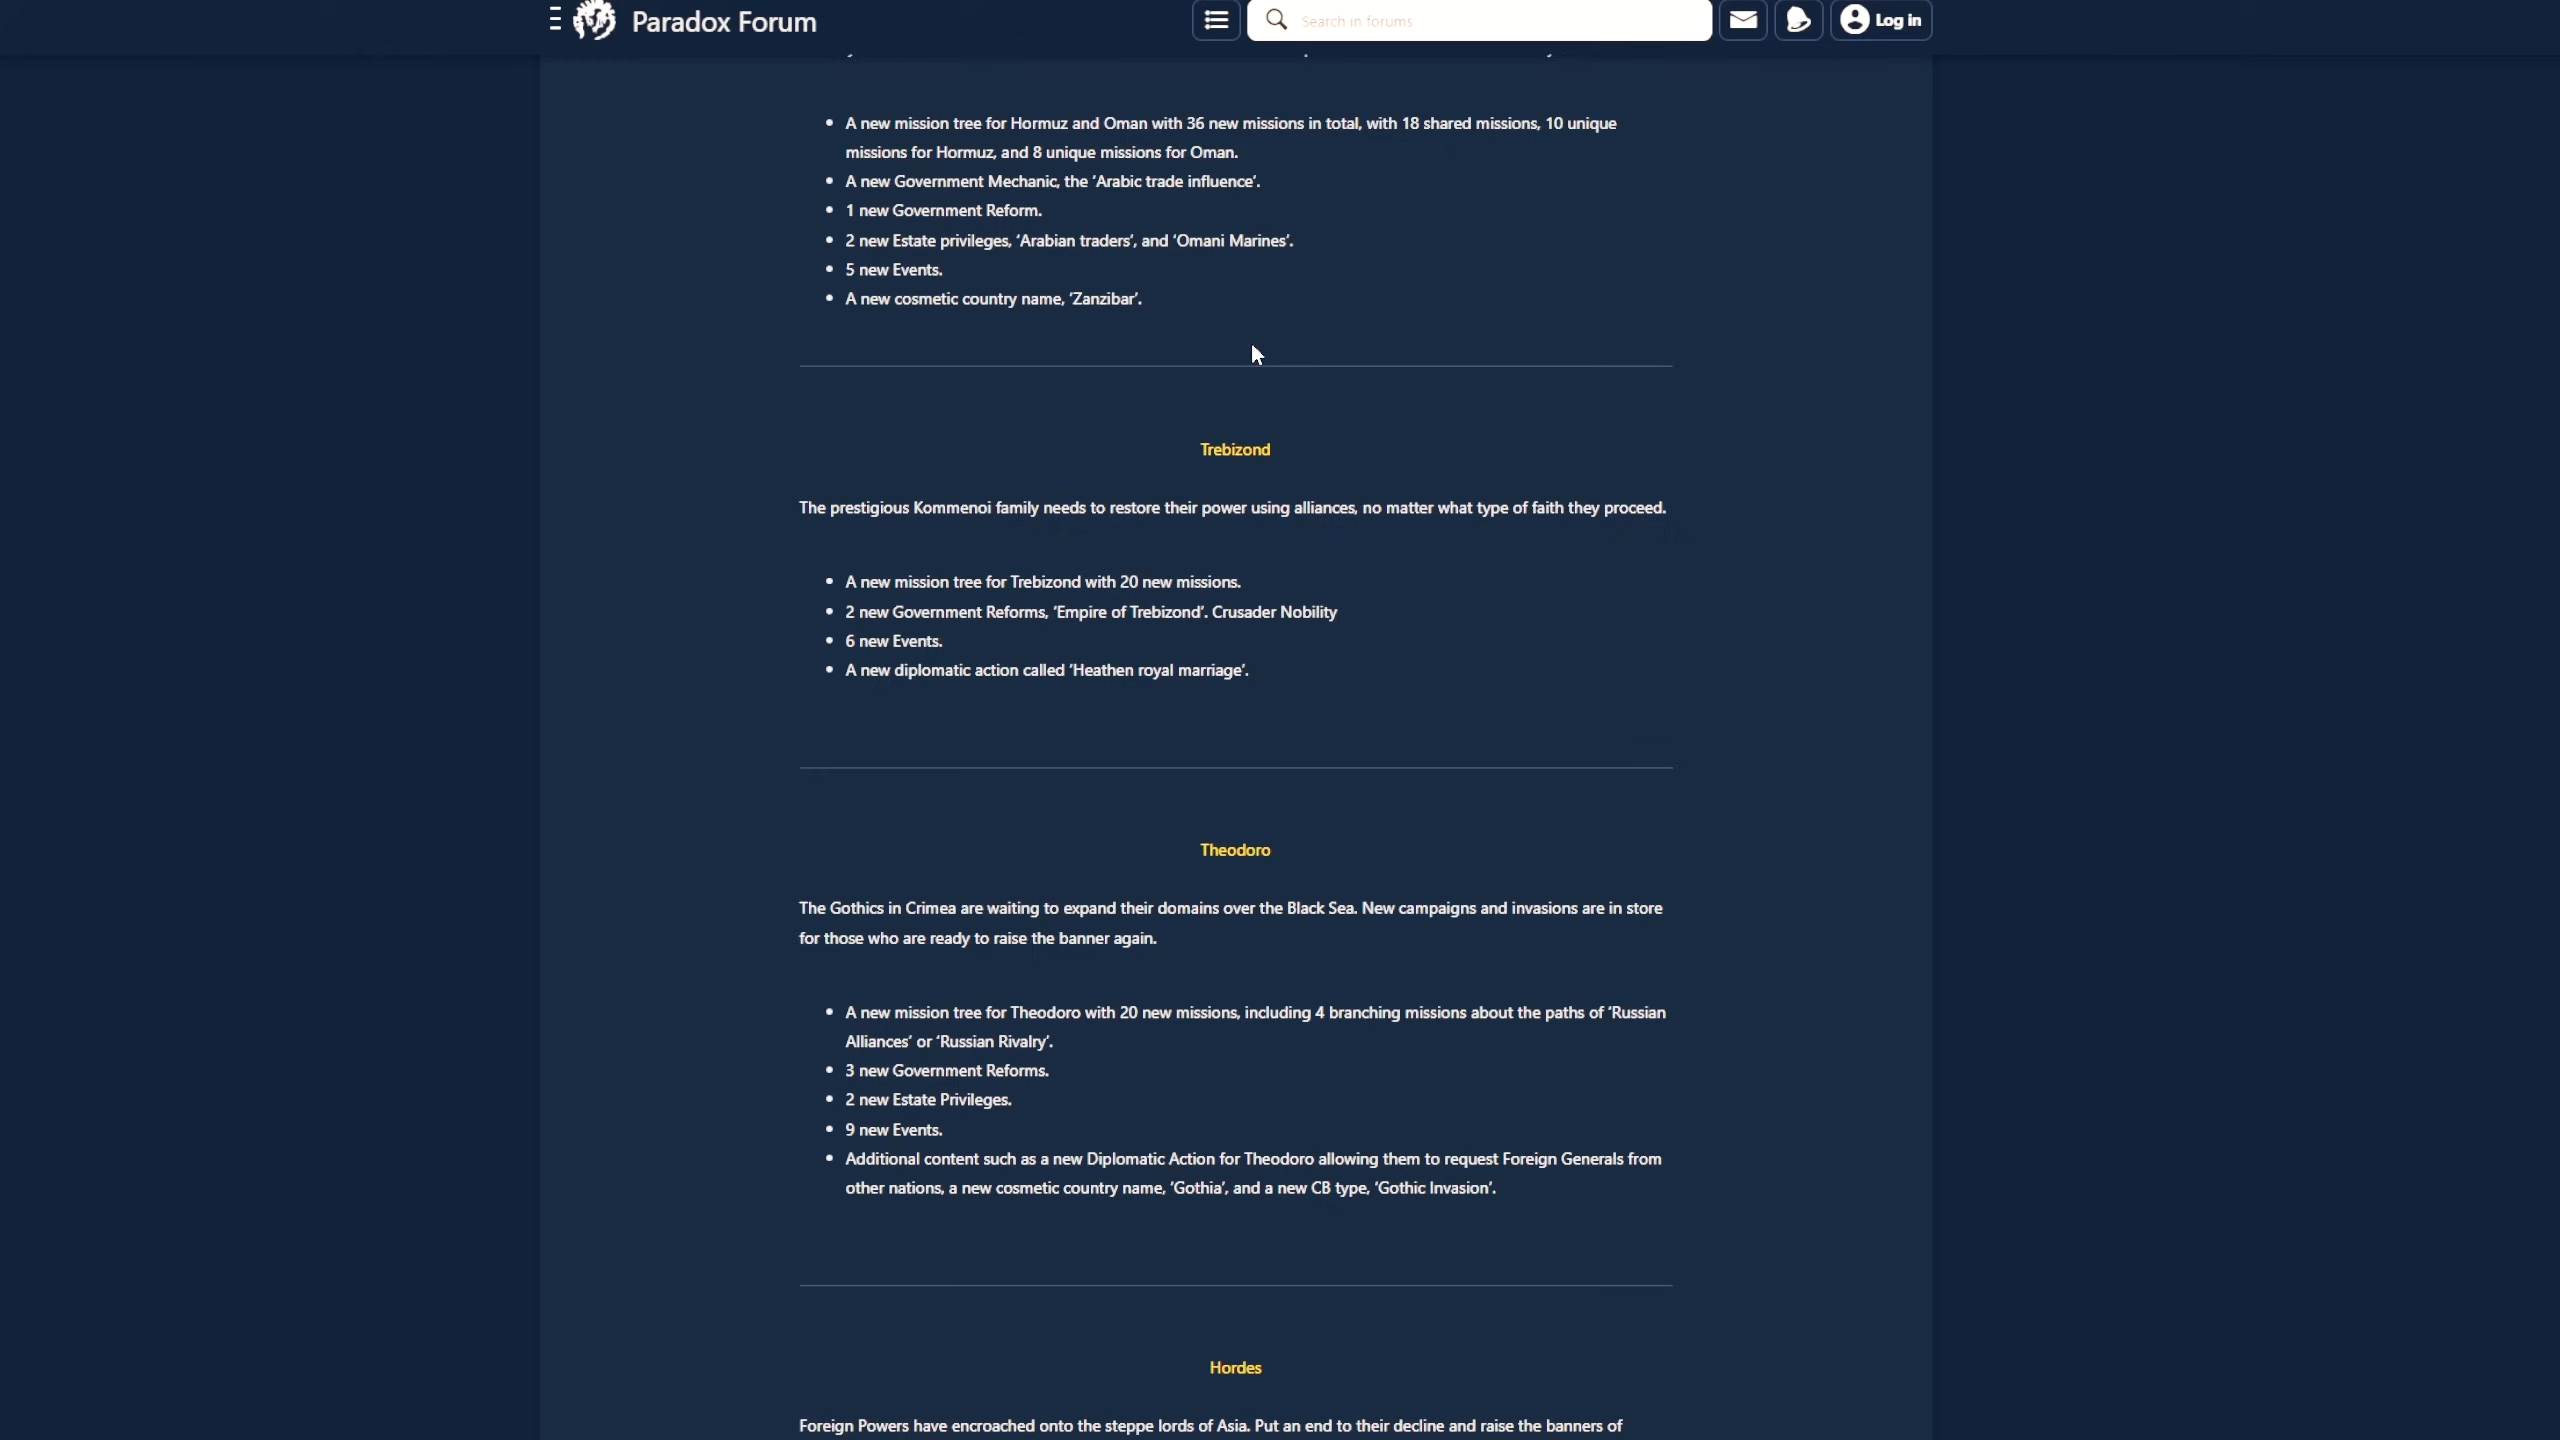 Paradox Forum
Search in forums
Log in
• A new mission tree for Hormuz and Oman with 36 new missions in total, with 18 shared missions, 10 unique
missions for Hormuz, and 8 unique missions for Oman.
• A new Government Mechanic, the ‘Arabic trade influence’.
• 1 new Government Reform.
• 2 new Estate privileges, ‘Arabian traders’, and ‘Omani Marines’.
• 5 new Events.
• A new cosmetic country name, ‘Zanzibar’.
Trebizond
The prestigious Kommenoi family needs to restore their power using alliances, no matter what type of faith they proceed.
• A new mission tree for Trebizond with 20 new missions.
• 2 new Government Reforms, ‘Empire of Trebizond’. Crusader Nobility
• 6 new Events.
• A new diplomatic action called ‘Heathen royal marriage’.
Theodoro
The Gothics in Crimea are waiting to expand their domains over the Black Sea. New campaigns and invasions are in store
for those who are ready to raise the banner again.
• A new mission tree for Theodoro with 20 new missions, including 4 branching missions about the paths of ‘Russian
Alliances’ or ‘Russian Rivalry’.
• 3 new Government Reforms.
• 2 new Estate Privileges.
• 9 new Events.
• Additional content such as a new Diplomatic Action for Theodoro allowing them to request Foreign Generals from
other nations, a new cosmetic country name, ‘Gothia’, and a new CB type, ‘Gothic Invasion’.
Hordes
Foreign Powers have encroached onto the steppe lords of Asia. Put an end to their decline and raise the banners of